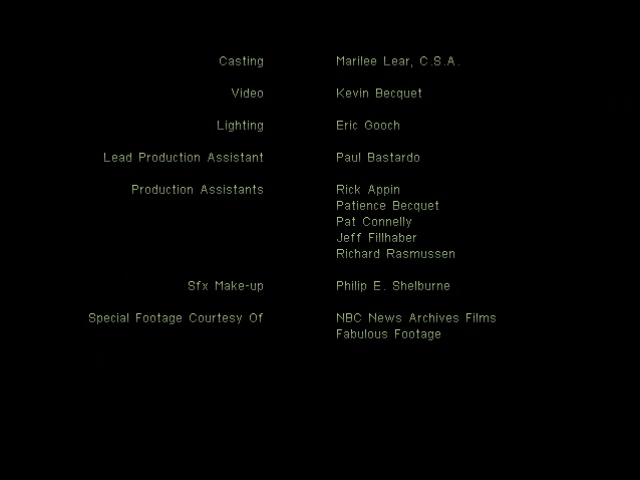 Casting Marilee Lear, C.S.A.
Video Kevin Becquet
Lighting Eric Gooch
Lead Production Assistant Paul Bastardo
Production Assistants Rick Appin
Patience Becquet
Pat Connelly
Jeff Fillhaber
Richard Rasmussen
Sfx Make-up Philip E. Shelburne
Special Footage Courtesy Of NBC News Archives Films
Fabulous Footage